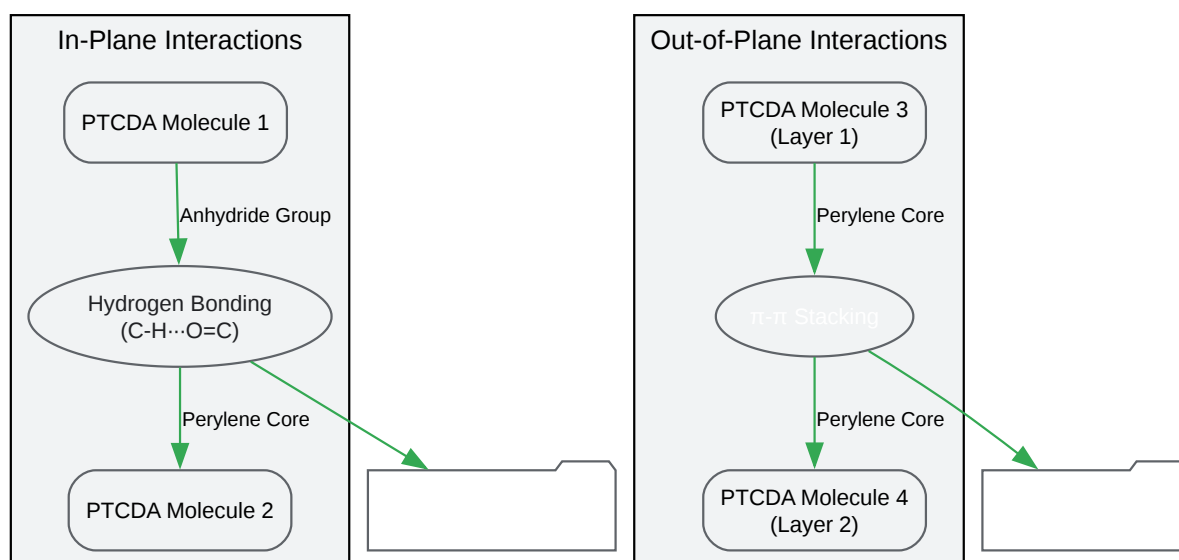 In-Plane Interactions
PTCDA Molecule 1
Anhydride Group
Hydrogen Bonding
(C-H···O=C)
Perylene Core
PTCDA Molecule 2
Out-of-Plane Interactions
PTCDA Molecule 3
(Layer 1)
Perylene Core
π-π Stacking
Perylene Core
PTCDA Molecule 4
(Layer 2)